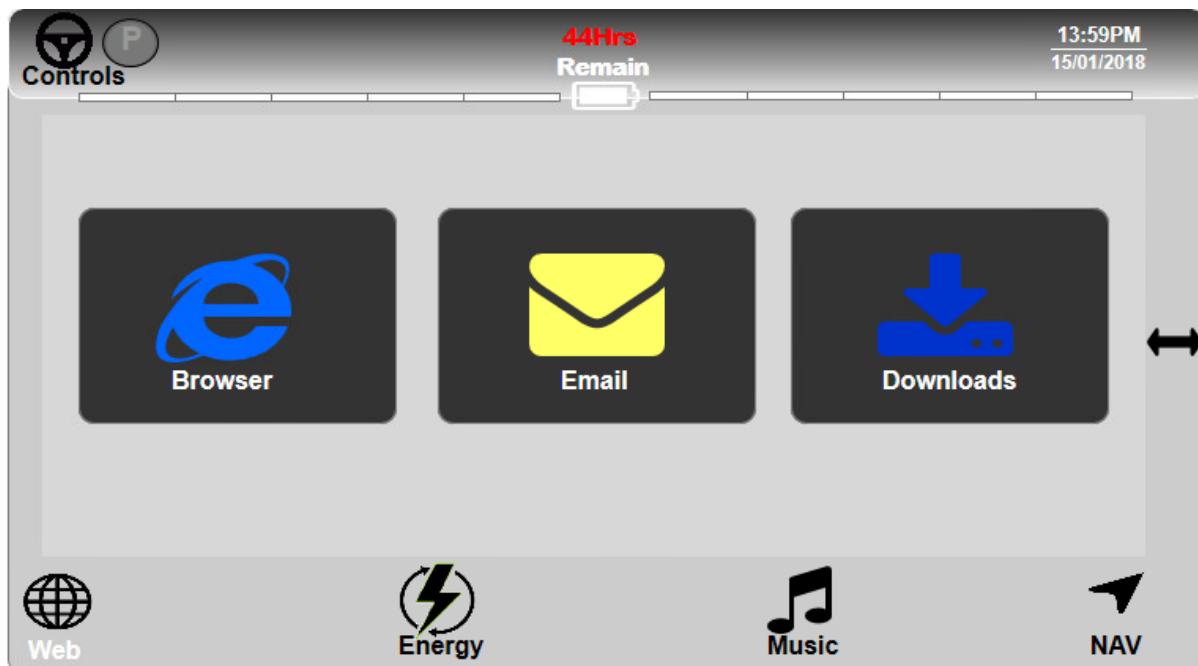 P
Controls
44Hrs
Remain
13:59PM
15/01/2018
Browser
Email
Downloads
Web
Energy
Music
NAV